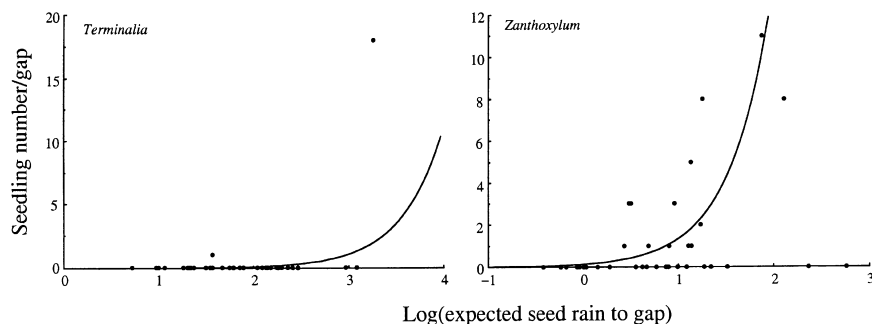 Terminalia
Zanthoxylum
Seedling number/gap
20
15
10
5
0
0 1 2 3 4
12
10
8
6
4
2
0
−1 0 1 2 3
Log(expected seed rain to gap)